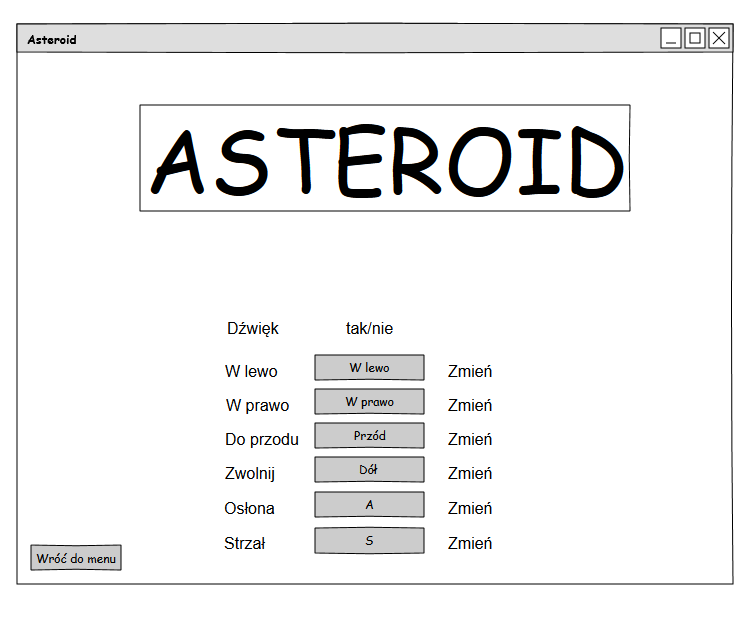 Asteroid
ASTEROID
Dźwięk tak/nie
W lewo W lewo Zmień
W prawo W prawo Zmień
Do przodu Przód Zmień
Zwolnij Dół Zmień
Osłona A Zmień
Strzał S Zmień
Wróć do menu